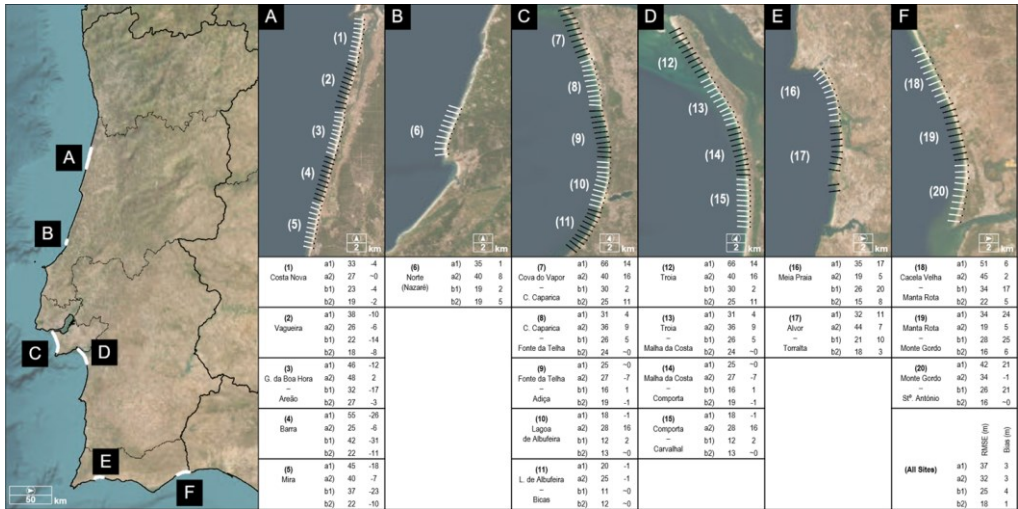 A
B
C
D
E
F
50 km
A
(1)
(2)
(3)
(4)
(5)
2 km
B
(6)
2 km
C
(7)
(8)
(9)
(10)
(11)
2 km
D
(12)
(13)
(14)
(15)
2 km
E
(16)
(17)
2 km
F
(18)
(19)
(20)
2 km
(1)
Costa Nova
a1) 33 -4
a2) 27 ~0
b1) 23 -4
b2) 19 -2
(2)
Vagueira
a1) 38 -10
a2) 26 -6
b1) 22 -14
b2) 18 -8
(3)
G. da Boa Hora
–
Areão
a1) 46 -12
a2) 48 2
b1) 32 -17
b2) 27 -3
(4)
Barra
a1) 55 -26
a2) 25 -6
b1) 42 -31
b2) 22 -11
(5)
Mira
a1) 45 -18
a2) 40 -7
b1) 37 -23
b2) 22 -10
(6)
Norte
(Nazaré)
a1) 35 1
a2) 40 8
b1) 19 2
b2) 19 5
(7)
Cova do Vapor
–
C. Caparica
a1) 66 14
a2) 40 16
b1) 30 2
b2) 25 11
(8)
C. Caparica
–
Fonte da Telha
a1) 31 4
a2) 36 9
b1) 26 5
b2) 24 ~0
(9)
Fonte da Telha
–
Adiça
a1) 25 ~0
a2) 27 -7
b1) 16 1
b2) 19 -1
(10)
Lagoa
de Albufeira
a1) 18 -1
a2) 28 16
b1) 12 2
b2) 13 ~0
(11)
L. de Albufeira
–
Bicas
a1) 20 -1
a2) 25 -1
b1) 11 ~0
b2) 12 ~0
(12)
Troia
a1) 66 14
a2) 40 16
b1) 30 2
b2) 25 11
(13)
Troia
–
Malha da Costa
a1) 31 4
a2) 36 9
b1) 26 5
b2) 24 ~0
(14)
Malha da Costa
–
Comporta
a1) 25 ~0
a2) 27 -7
b1) 16 1
b2) 19 -1
(15)
Comporta
–
Carvalhal
a1) 18 -1
a2) 28 16
b1) 12 2
b2) 13 ~0
(16)
Meia Praia
a1) 35 17
a2) 19 5
b1) 26 20
b2) 15 8
(17)
Alvor
–
Torralta
a1) 32 11
a2) 44 7
b1) 21 10
b2) 18 3
(18)
Cacela Velha
–
Manta Rota
a1) 51 6
a2) 45 2
b1) 34 17
b2) 22 5
(19)
Manta Rota
–
Monte Gordo
a1) 34 24
a2) 19 5
b1) 28 25
b2) 16 6
(20)
Monte Gordo
–
Stº. António
a1) 42 21
a2) 34 -1
b1) 26 21
b2) 16 ~0
RMSE (m)
Bias (m)
(All Sites)
a1) 37 3
a2) 32 3
b1) 25 4
b2) 18 1